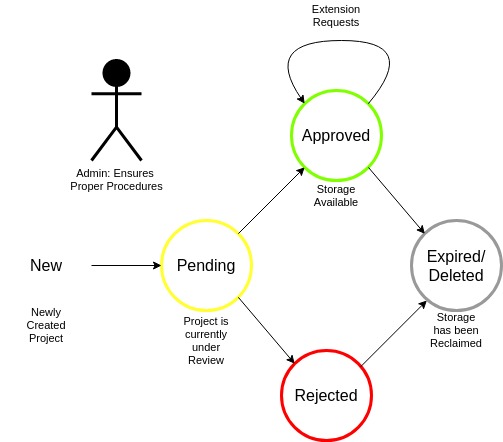 Extension
Requests
Approved
Storage
Available
Admin: Ensures
Proper Procedures
New
Newly
Created
Project
Pending
Project is
currently
under
Review
Expired/
Deleted
Storage
has been
Reclaimed
Rejected